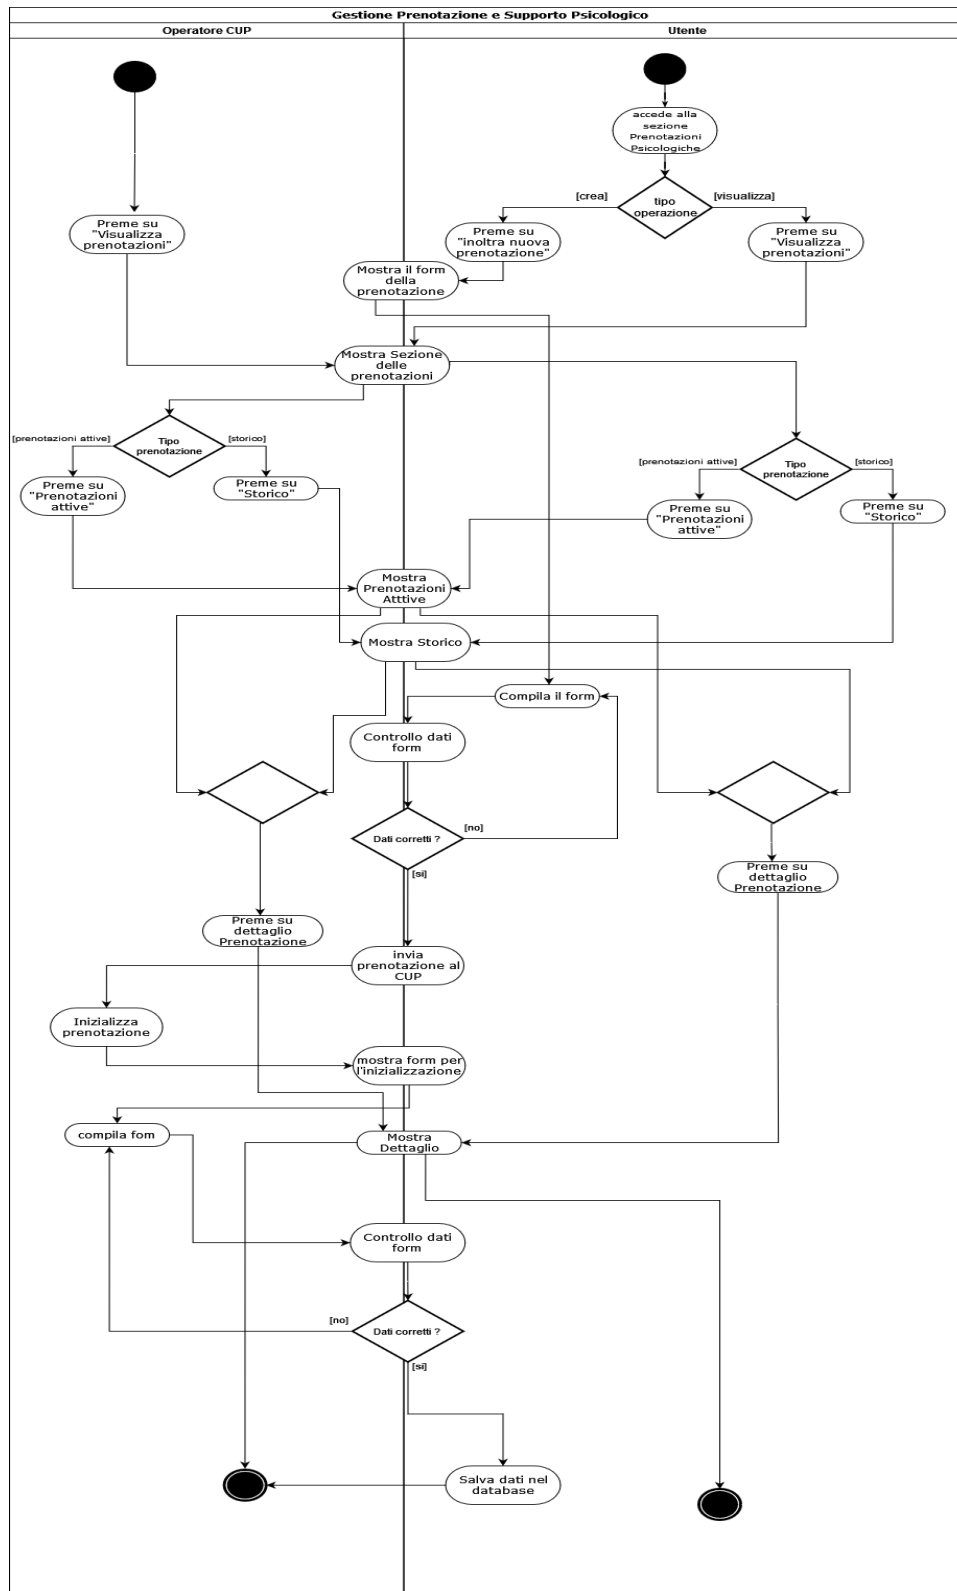 Gestione Prenotazione e Supporto Psicologico
Operatore CUP
Utente
accede alla
sezione
Prenotazioni
Psicologiche
[crea]
tipo
operazione
[visualizza]
Preme su
"Visualizza
prenotazioni"
Preme su
"inoltra nuova
prenotazione"
Preme su
"Visualizza
prenotazioni"
Mostra il form
della
prenotazione
Mostra Sezione
delle
prenotazioni
[prenotazioni attive]
Tipo
prenotazione
[storico]
[prenotazioni attive]
Tipo
prenotazione
[storico]
Preme su
"Prenotazioni
attive"
Preme su
"Storico"
Preme su
"Prenotazioni
attive"
Preme su
"Storico"
Mostra
Prenotazioni
Atttive
Mostra Storico
Compila il form
Controllo dati
form
Dati corretti ?
[no]
[si]
Preme su
dettaglio
Prenotazione
Preme su
dettaglio
Prenotazione
invia
prenotazione al
CUP
Inizializza
prenotazione
mostra form per
l'inizializzazione
compila fom
Mostra
Dettaglio
Controllo dati
form
[no]
Dati corretti ?
[si]
Salva dati nel
database